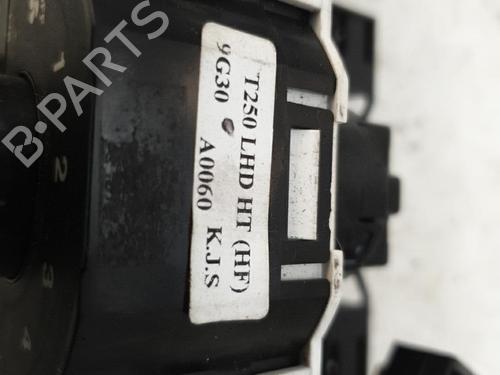 T250 LHD HT (HF)
9G30 A0060 K.J.S
1
2
3
4
B-PARTS